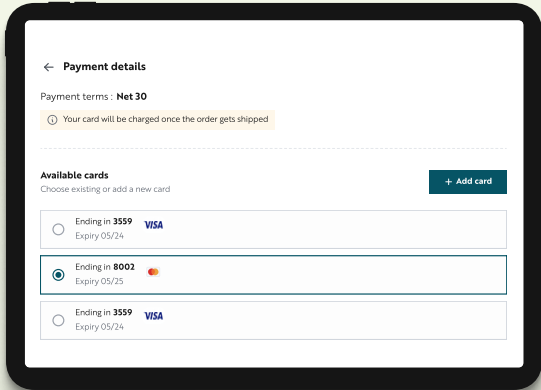 Payment details
Payment terms : Net 30
Your card will be charged once the order gets shipped
Available cards
Choose existing or add a new card
+ Add card
Ending in 3559 VISA
Expiry 05/24
Ending in 8002
Expiry 05/25
Ending in 3559 VISA
Expiry 05/24